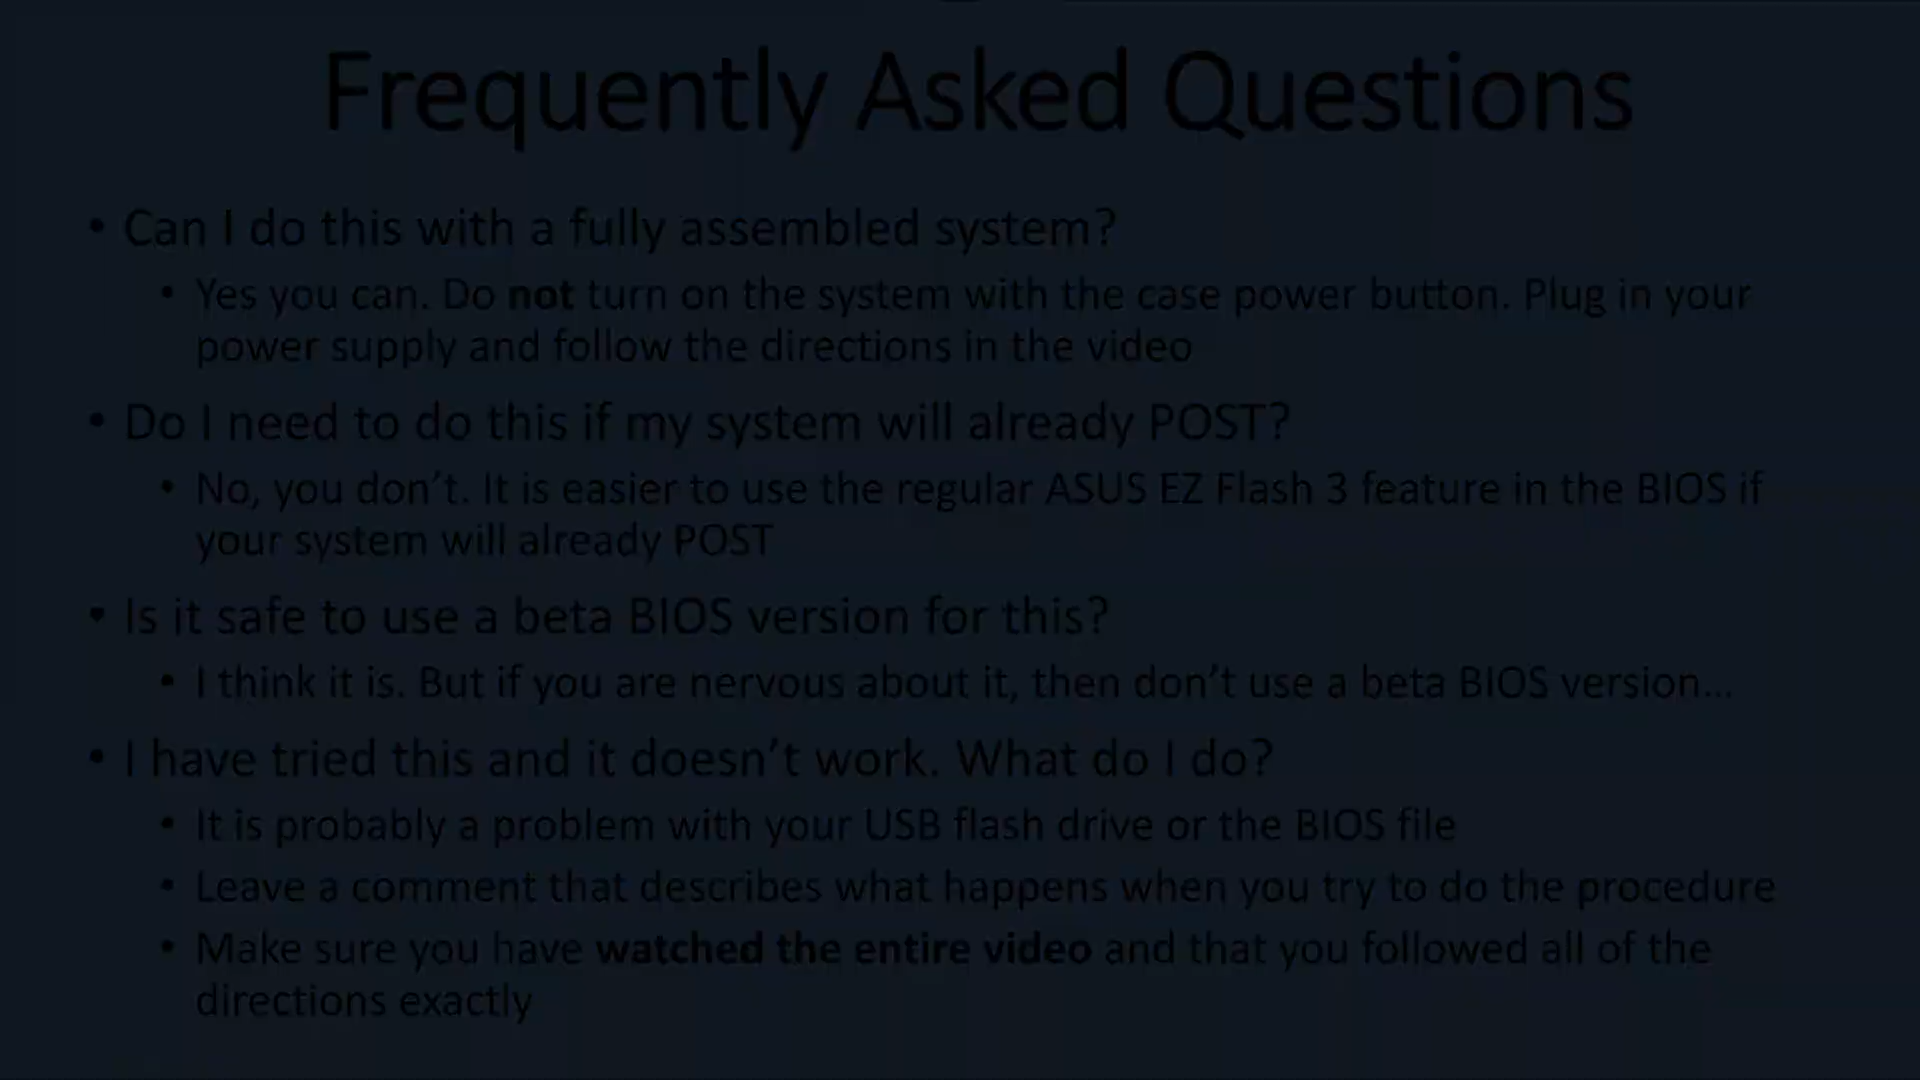 Frequently Asked Questions
• Can I do this with a fully assembled system?
• Yes you can. Do not turn on the system with the case power button. Plug in your
power supply and follow the directions in the video
• Do I need to do this if my system will already POST?
• No, you don’t. It is easier to use the regular ASUS EZ Flash 3 feature in the BIOS if
your system will already POST
• Is it safe to use a beta BIOS version for this?
• I think it is. But if you are nervous about it, then don’t use a beta BIOS version…
• I have tried this and it doesn’t work. What do I do?
• It is probably a problem with your USB flash drive or the BIOS file
• Leave a comment that describes what happens when you try to do the procedure
• Make sure you have watched the entire video and that you followed all of the
directions exactly